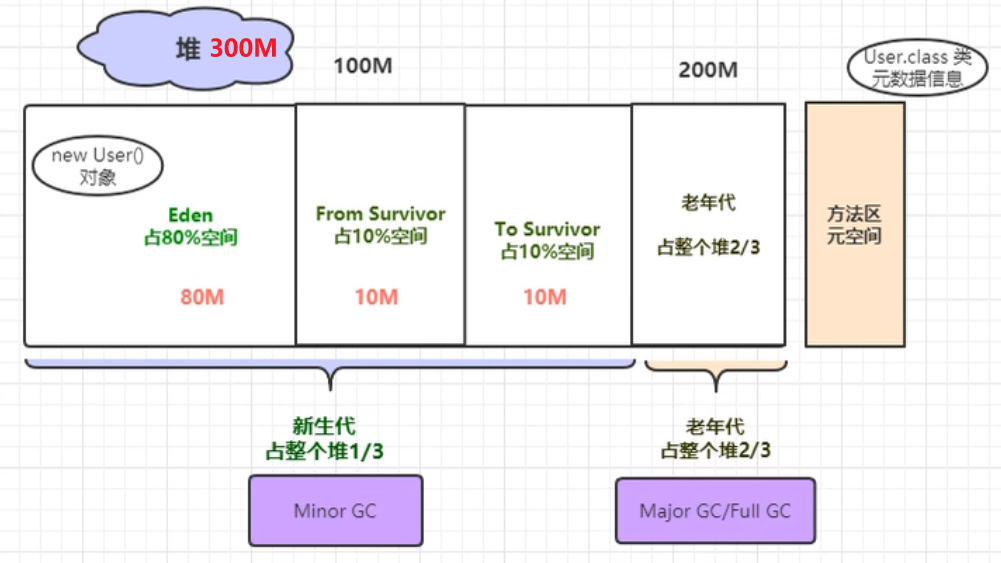 堆 300M
100M
200M
User.class 类
元数据信息
new User()
对象
Eden
占80%空间
80M
From Survivor
占10%空间
10M
To Survivor
占10%空间
10M
老年代
占整个堆2/3
方法区
元空间
新生代
占整个堆1/3
老年代
占整个堆2/3
Minor GC
Major GC/Full GC